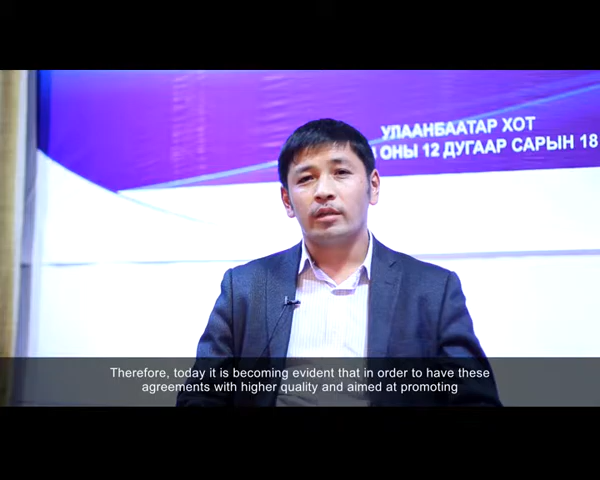 УЛААНБААТАР ХОТ
ОНЫ 12 ДУГААР САРЫН 18
Therefore, today it is becoming evident that in order to have these
agreements with higher quality and aimed at promoting